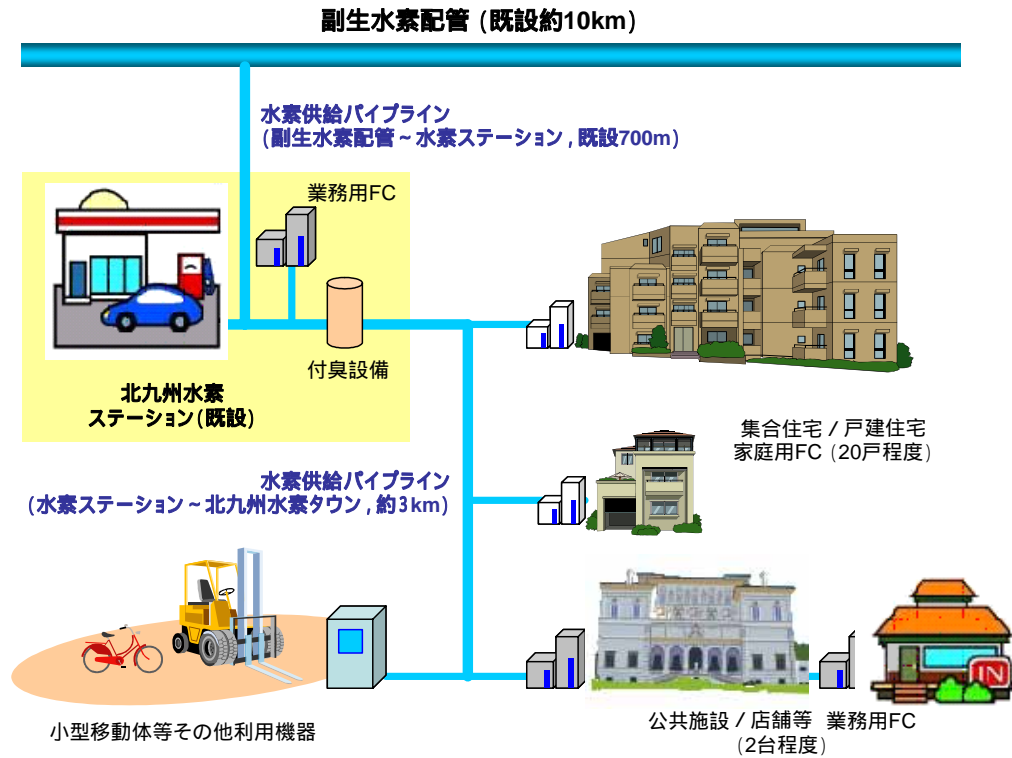 副生水素配管（既設約10km）
水素供給パイプライン
(副生水素配管～水素ステーション，既設700m)
業務用FC
付臭設備
北九州水素
ステーション(既設)
集合住宅／戸建住宅
家庭用FC（20戸程度）
水素供給パイプライン
(水素ステーション～北九州水素タウン，約3km)
IN
小型移動体等その他利用機器
公共施設／店舗等 業務用FC
（2台程度）